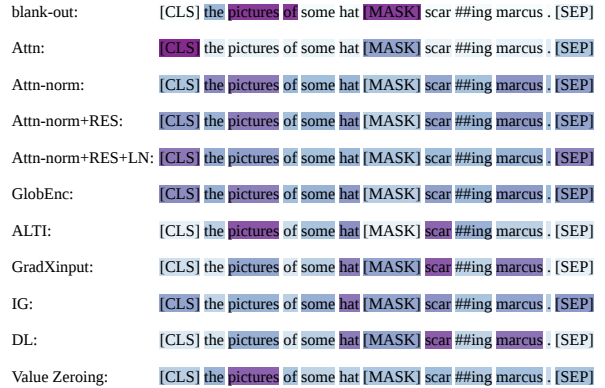 blank-out: [CLS] the pictures of some hat [MASK] scar ##ing marcus . [SEP]
Attn: [CLS] the pictures of some hat [MASK] scar ##ing marcus . [SEP]
Attn-norm: [CLS] the pictures of some hat [MASK] scar ##ing marcus . [SEP]
Attn-norm+RES: [CLS] the pictures of some hat [MASK] scar ##ing marcus . [SEP]
Attn-norm+RES+LN: [CLS] the pictures of some hat [MASK] scar ##ing marcus . [SEP]
GlobEnc: [CLS] the pictures of some hat [MASK] scar ##ing marcus . [SEP]
ALTI: [CLS] the pictures of some hat [MASK] scar ##ing marcus . [SEP]
GradXinput: [CLS] the pictures of some hat [MASK] scar ##ing marcus . [SEP]
IG: [CLS] the pictures of some hat [MASK] scar ##ing marcus . [SEP]
DL: [CLS] the pictures of some hat [MASK] scar ##ing marcus . [SEP]
Value Zeroing: [CLS] the pictures of some hat [MASK] scar ##ing marcus . [SEP]